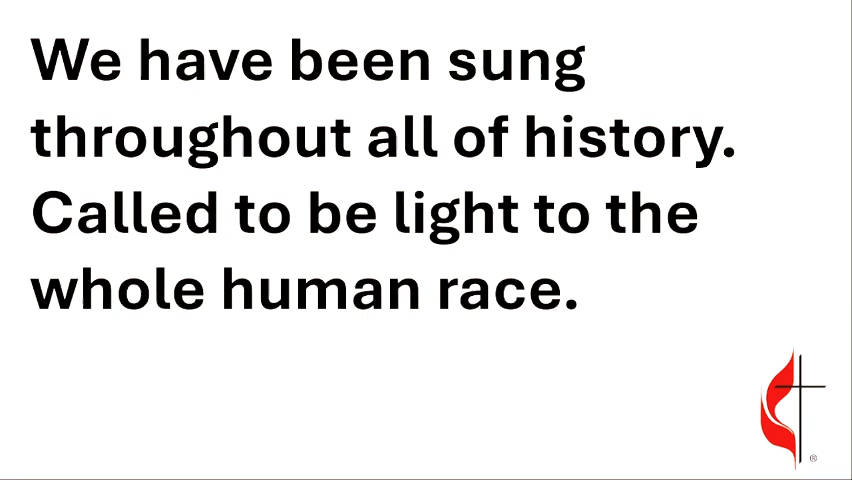 We have been sung
throughout all of history.
Called to be light to the
whole human race.
®